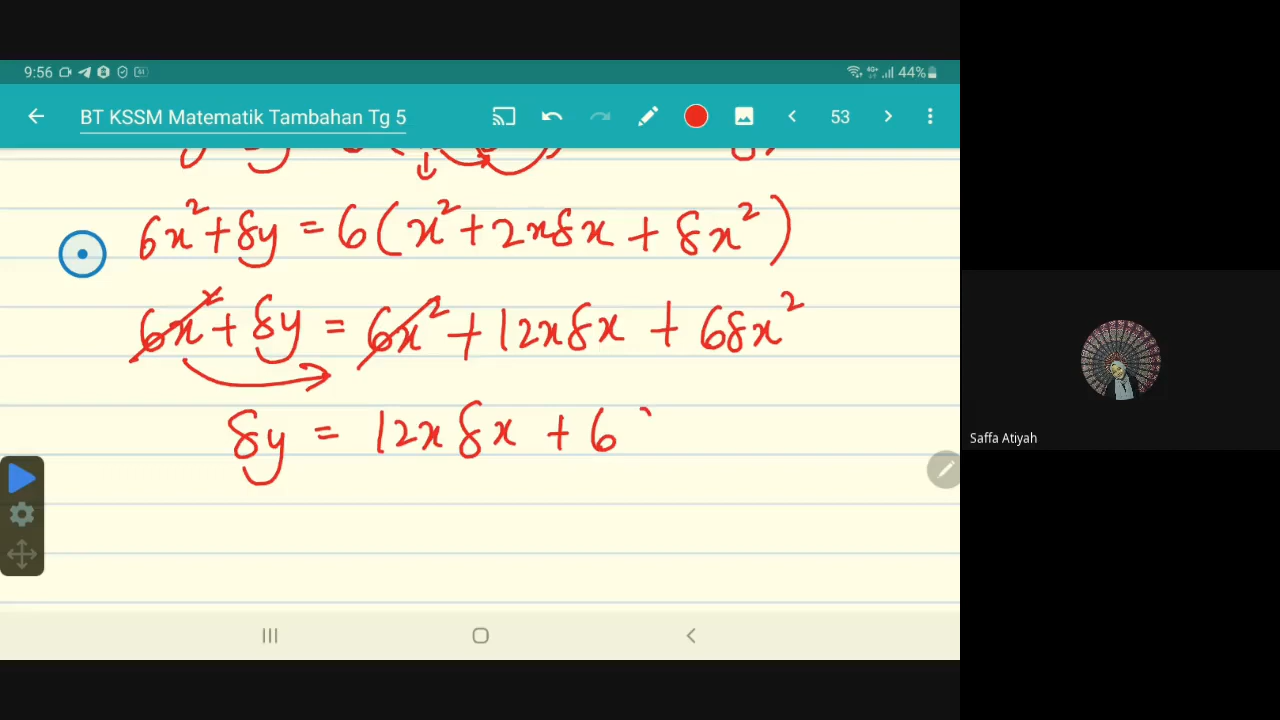 9:56 4G+ 44%
BT KSSM Matematik Tambahan Tg 5 53
6x² + δy = 6(x² + 2xδx + δx²)
6x² + δy = 6x² + 12xδx + 6δx²
δy = 12xδx + 6
Saffa Atiyah